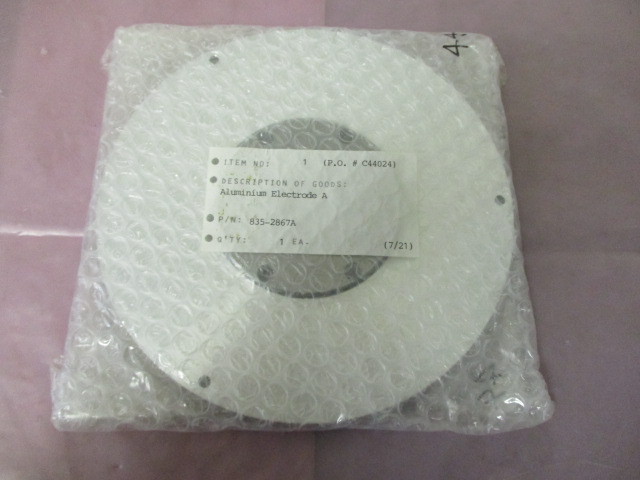 ITEM NO: 1 (P.O. # C44024)
DESCRIPTION OF GOODS:
Aluminium Electrode A
P/N: 835-2867A
Q'TY: 1 EA. (7/21)